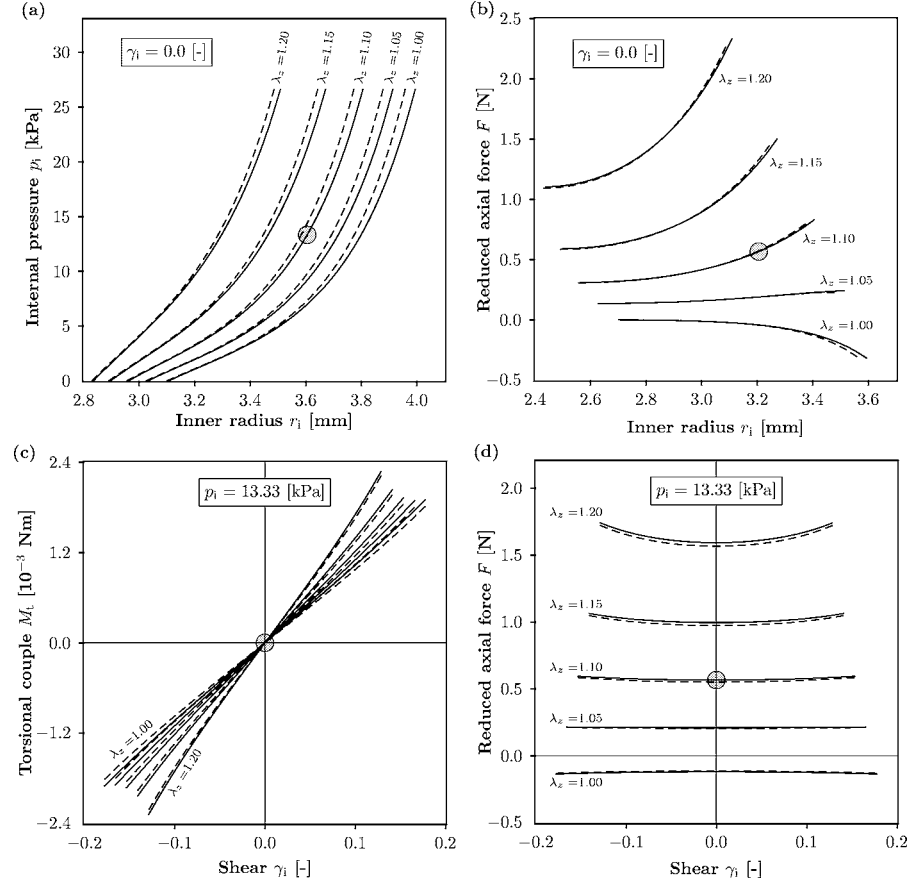 (a)
γi = 0.0 [-]
λz = 1.20
λz = 1.15
λz = 1.10
λz = 1.05
λz = 1.00
Internal pressure pi [kPa]
30
25
20
15
10
5
0
2.8 3.0 3.2 3.4 3.6 3.8 4.0
Inner radius ri [mm]
(b)
γi = 0.0 [-]
Reduced axial force F [N]
2.5
2.0
1.5
1.0
0.5
0.0
−0.5
λz = 1.20
λz = 1.15
λz = 1.10
λz = 1.05
λz = 1.00
2.4 2.6 2.8 3.0 3.2 3.4 3.6
Inner radius ri [mm]
(c)
pi = 13.33 [kPa]
Torsional couple Mt [10−3 Nm]
2.4
1.2
0.0
−1.2
−2.4
λz = 1.00
λz = 1.20
−0.2 −0.1 0.0 0.1 0.2
Shear γi [-]
(d)
pi = 13.33 [kPa]
Reduced axial force F [N]
2.0
1.5
1.0
0.5
0.0
−0.5
λz = 1.20
λz = 1.15
λz = 1.10
λz = 1.05
λz = 1.00
−0.2 −0.1 0.0 0.1 0.2
Shear γi [-]